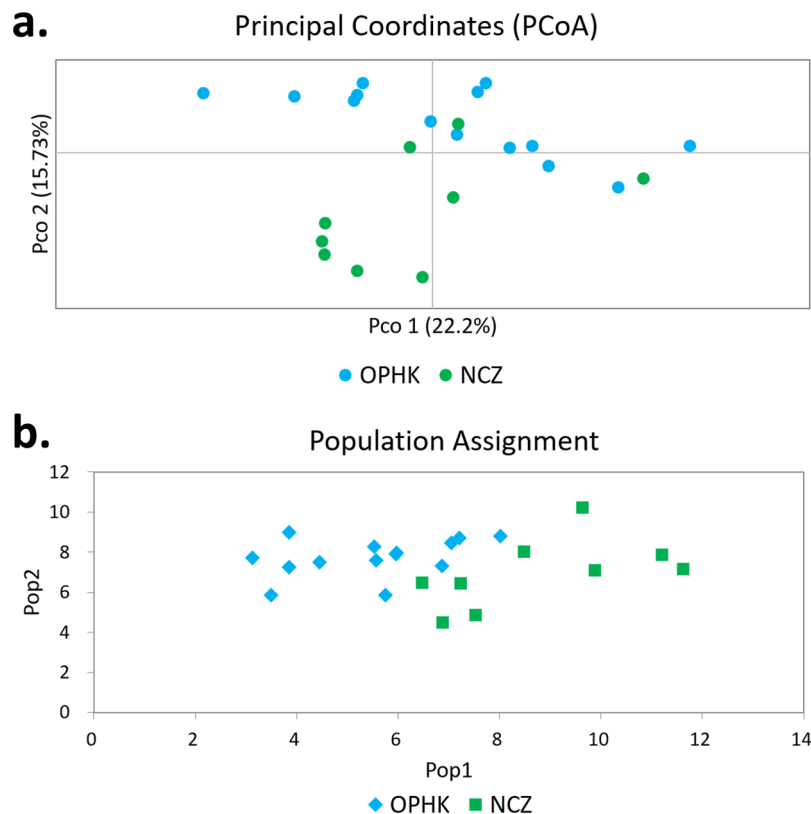 a.
Principal Coordinates (PCoA)
Pco 2 (15.73%)
Pco 1 (22.2%)
OPHK NCZ
b.
Population Assignment
12
10
8
6
4
2
0
Pop2
0 2 4 6 8 10 12 14
Pop1
OPHK NCZ